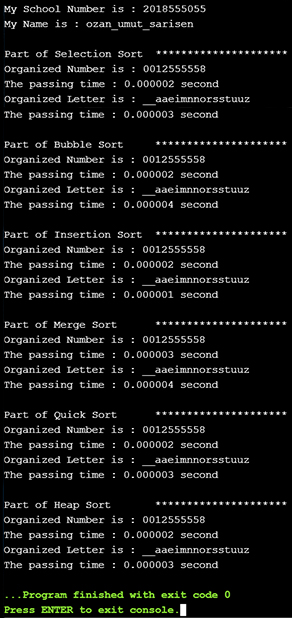 My School Number is : 2018555055
My Name is : ozan_umut_sarisen
Part of Selection Sort *********************
Organized Number is : 0012555558
The passing time : 0.000002 second
Organized Letter is : __aaeimnnorsstuuz
The passing time : 0.000003 second
Part of Bubble Sort *********************
Organized Number is : 0012555558
The passing time : 0.000002 second
Organized Letter is : __aaeimnnorsstuuz
The passing time : 0.000004 second
Part of Insertion Sort *********************
Organized Number is : 0012555558
The passing time : 0.000002 second
Organized Letter is : __aaeimnnorsstuuz
The passing time : 0.000001 second
Part of Merge Sort *********************
Organized Number is : 0012555558
The passing time : 0.000003 second
Organized Letter is : __aaeimnnorsstuuz
The passing time : 0.000004 second
Part of Quick Sort *********************
Organized Number is : 0012555558
The passing time : 0.000002 second
Organized Letter is : __aaeimnnorsstuuz
The passing time : 0.000003 second
Part of Heap Sort *********************
Organized Number is : 0012555558
The passing time : 0.000002 second
Organized Letter is : __aaeimnnorsstuuz
The passing time : 0.000003 second
...Program finished with exit code 0
Press ENTER to exit console.